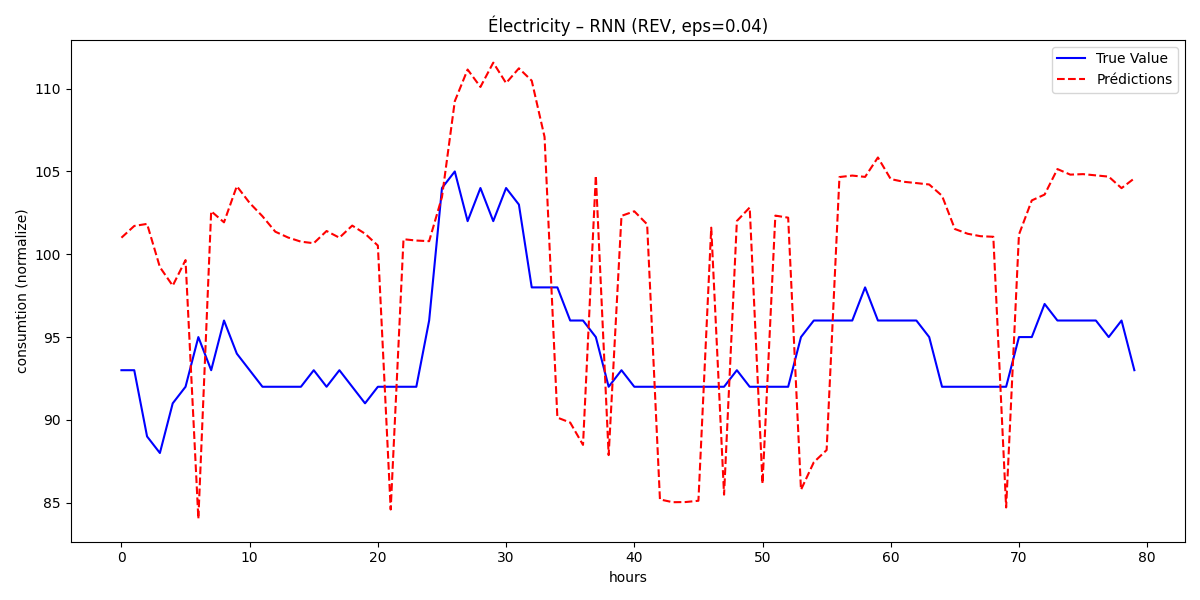 Électricity – RNN (REV, eps=0.04)
True Value
Prédictions
consumtion (normalize)
110
105
100
95
90
85
0 10 20 30 40 50 60 70 80
hours